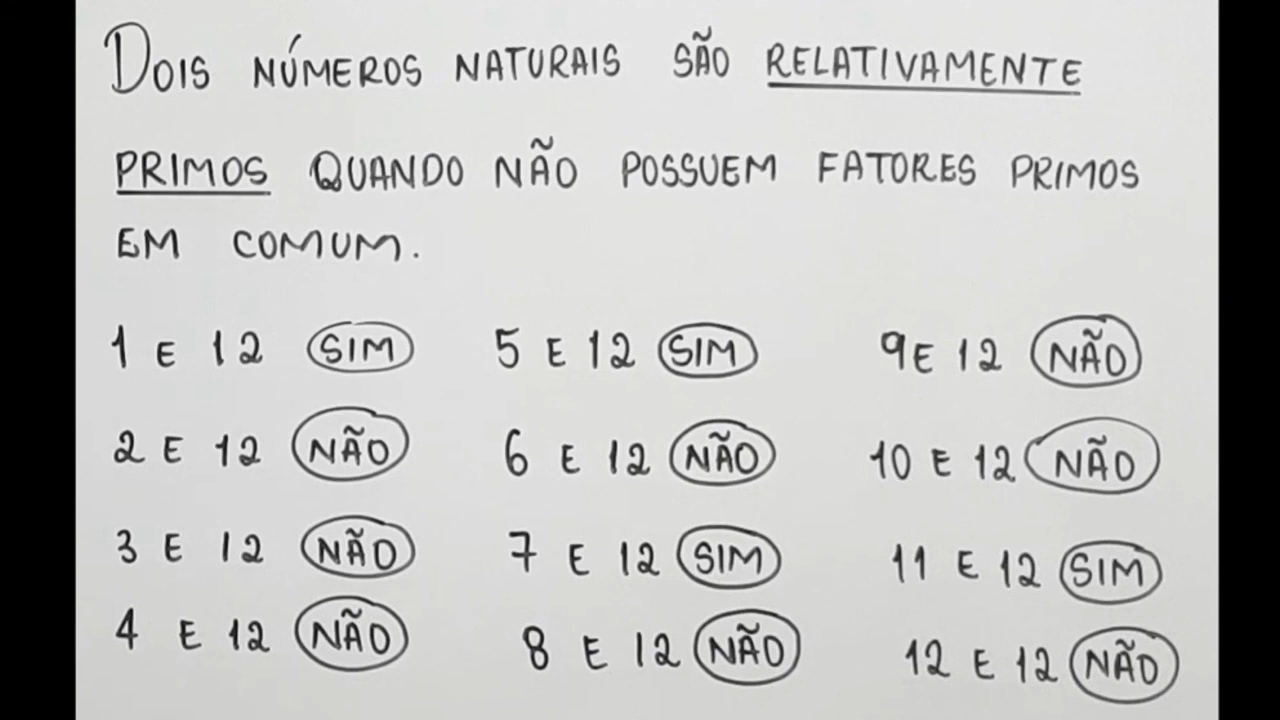 DOIS NÚMEROS NATURAIS SÃO RELATIVAMENTE
PRIMOS QUANDO NÃO POSSUEM FATORES PRIMOS
EM COMUM.
1 E 12 SIM
2 E 12 NÃO
3 E 12 NÃO
4 E 12 NÃO
5 E 12 SIM
6 E 12 NÃO
7 E 12 SIM
8 E 12 NÃO
9 E 12 NÃO
10 E 12 NÃO
11 E 12 SIM
12 E 12 NÃO